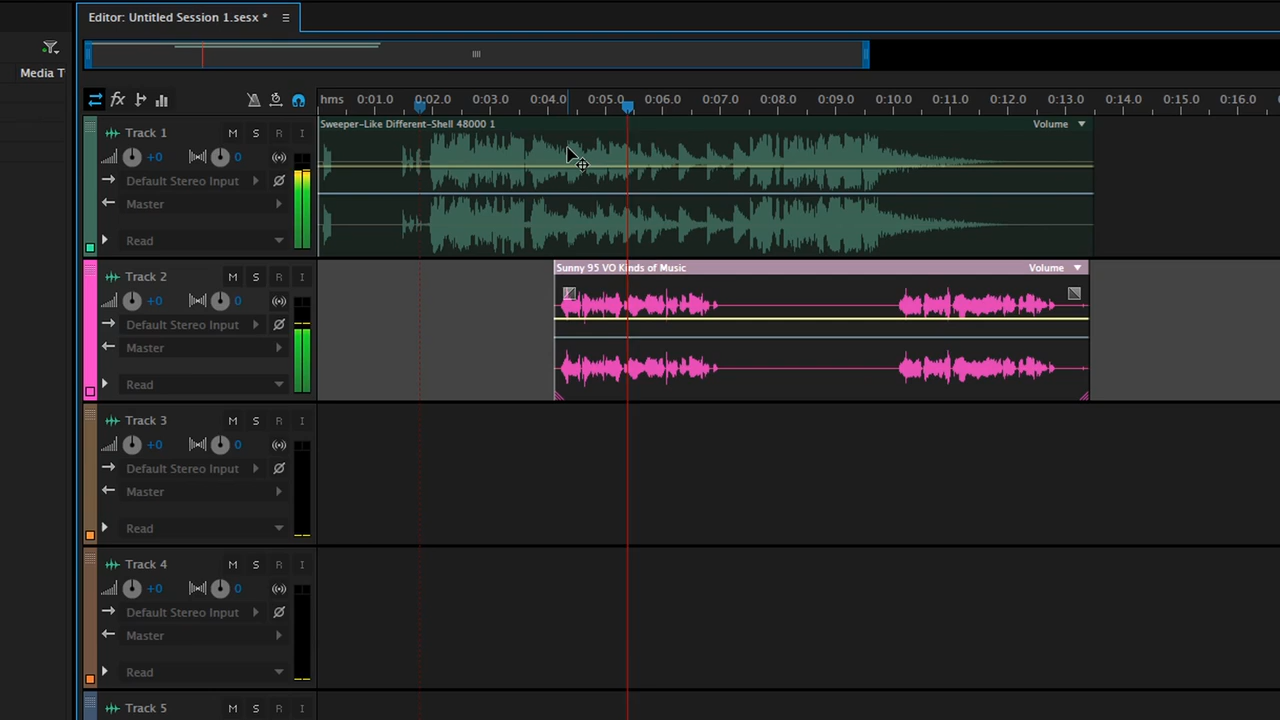 Editor: Untitled Session 1.sesx *
Media T
fx
hms 0:01.0 0:02.0 0:03.0 0:04.0 0:05.0 0:06.0 0:07.0 0:08.0 0:09.0 0:10.0 0:11.0 0:12.0 0:13.0 0:14.0 0:15.0 0:16.0
Track 1 M S R I
Sweeper-Like Different-Shell 48000 1 Volume
+0 0
Default Stereo Input
Master
Read
Track 2 M S R I
Sunny 95 VO Kinds of Music Volume
+0 0
Default Stereo Input
Master
Read
Track 3 M S R I
+0 0
Default Stereo Input
Master
Read
Track 4 M S R I
+0 0
Default Stereo Input
Master
Read
Track 5 M S R I